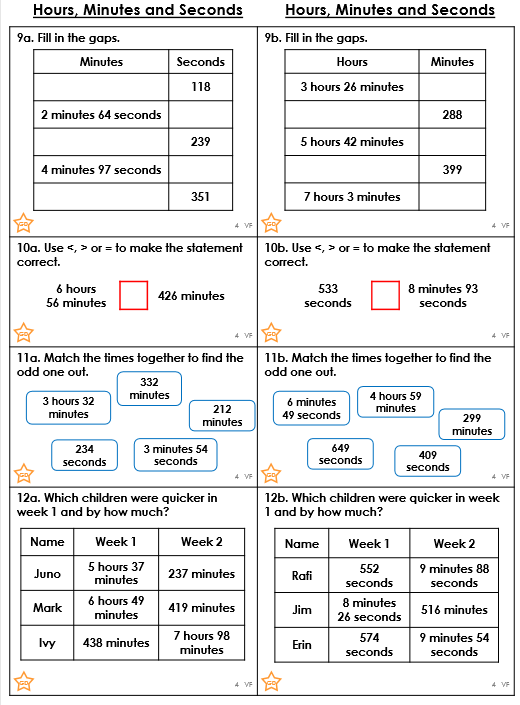 Hours, Minutes and Seconds
Hours, Minutes and Seconds
9a. Fill in the gaps.
Minutes Seconds
118
2 minutes 64 seconds
239
4 minutes 97 seconds
351
GD
4 VF
9b. Fill in the gaps.
Hours Minutes
3 hours 26 minutes
288
5 hours 42 minutes
399
7 hours 3 minutes
GD
4 VF
10a. Use <, > or = to make the statement
correct.
6 hours
56 minutes
426 minutes
GD
4 VF
10b. Use <, > or = to make the statement
correct.
533
seconds
8 minutes 93
seconds
GD
4 VF
11a. Match the times together to find the
odd one out.
332
minutes
3 hours 32
minutes
212
minutes
234
seconds
3 minutes 54
seconds
GD
4 VF
11b. Match the times together to find the
odd one out.
6 minutes
49 seconds
4 hours 59
minutes
299
minutes
649
seconds
409
seconds
GD
4 VF
12a. Which children were quicker in
week 1 and by how much?
Name Week 1 Week 2
Juno 5 hours 37 minutes 237 minutes
Mark 6 hours 49 minutes 419 minutes
Ivy 438 minutes 7 hours 98 minutes
GD
4 VF
12b. Which children were quicker in week
1 and by how much?
Name Week 1 Week 2
Rafi 552 seconds 9 minutes 88 seconds
Jim 8 minutes 26 seconds 516 minutes
Erin 574 seconds 9 minutes 54 seconds
GD
4 VF